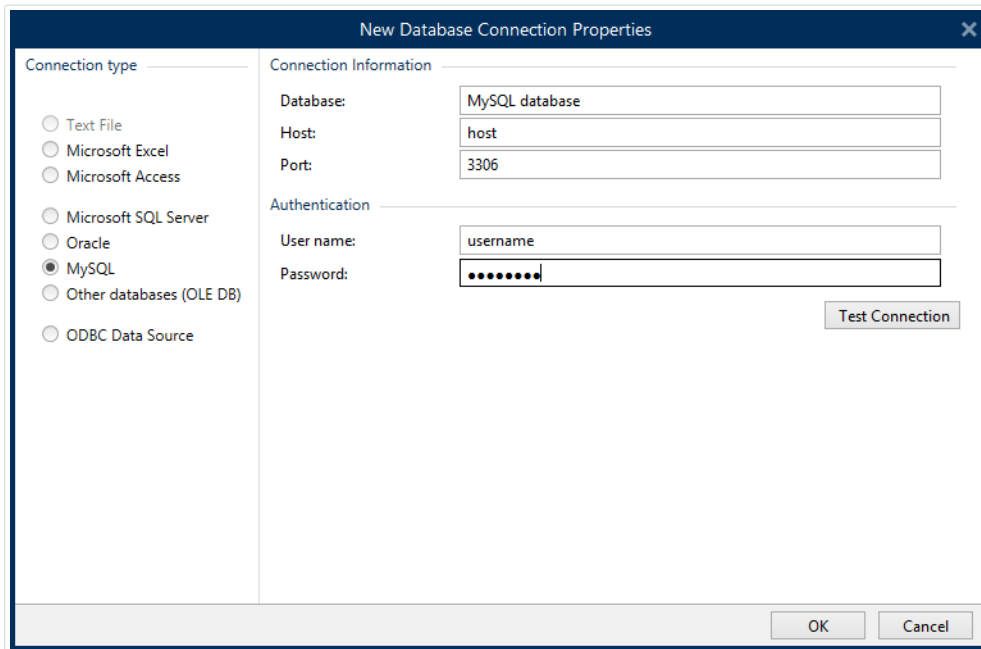 New Database Connection Properties
Connection type
Text File
Microsoft Excel
Microsoft Access
Microsoft SQL Server
Oracle
MySQL
Other databases (OLE DB)
ODBC Data Source
Connection Information
Database: MySQL database
Host: host
Port: 3306
Authentication
User name: username
Password: ●●●●●●●●
Test Connection
OK Cancel